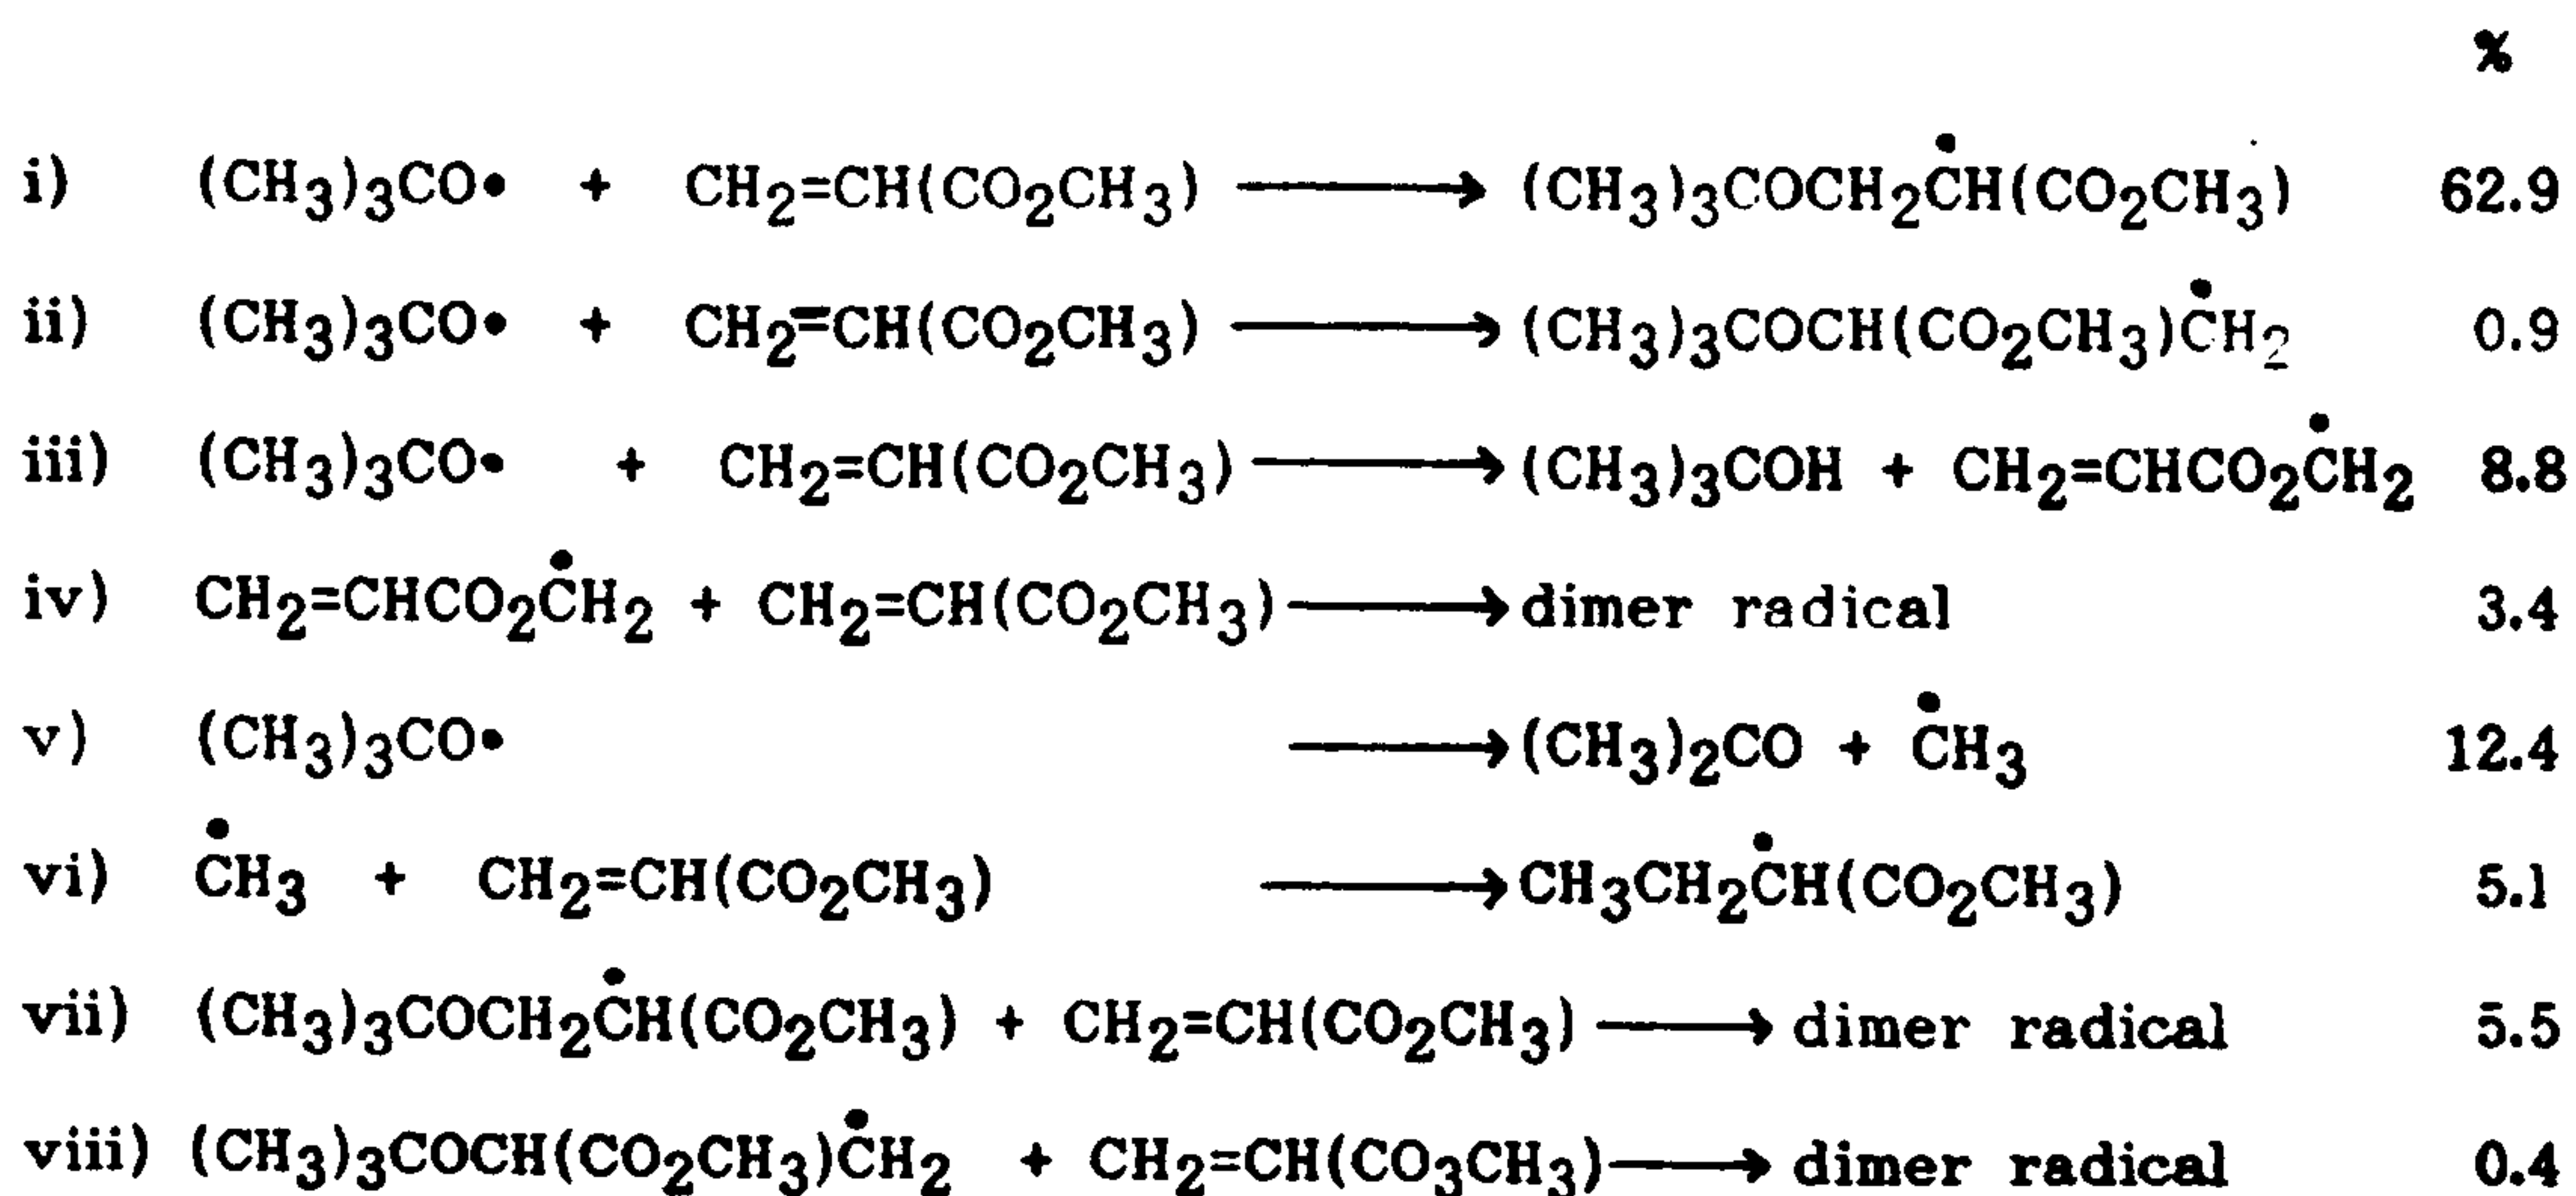 %
i) (CH3)3CO• + CH2=CH(CO2CH3) ⟶ (CH3)3COCH2ĊH(CO2CH3) 62.9
ii) (CH3)3CO• + CH2=CH(CO2CH3) ⟶ (CH3)3COCH(CO2CH3)ĊH2 0.9
iii) (CH3)3CO• + CH2=CH(CO2CH3) ⟶ (CH3)3COH + CH2=CHCO2ĊH2 8.8
iv) CH2=CHCO2ĊH2 + CH2=CH(CO2CH3) ⟶ dimer radical 3.4
v) (CH3)3CO• ⟶ (CH3)2CO + ĊH3 12.4
vi) ĊH3 + CH2=CH(CO2CH3) ⟶ CH3CH2ĊH(CO2CH3) 5.1
vii) (CH3)3COCH2ĊH(CO2CH3) + CH2=CH(CO2CH3) ⟶ dimer radical 5.5
viii) (CH3)3COCH(CO2CH3)ĊH2 + CH2=CH(CO3CH3) ⟶ dimer radical 0.4